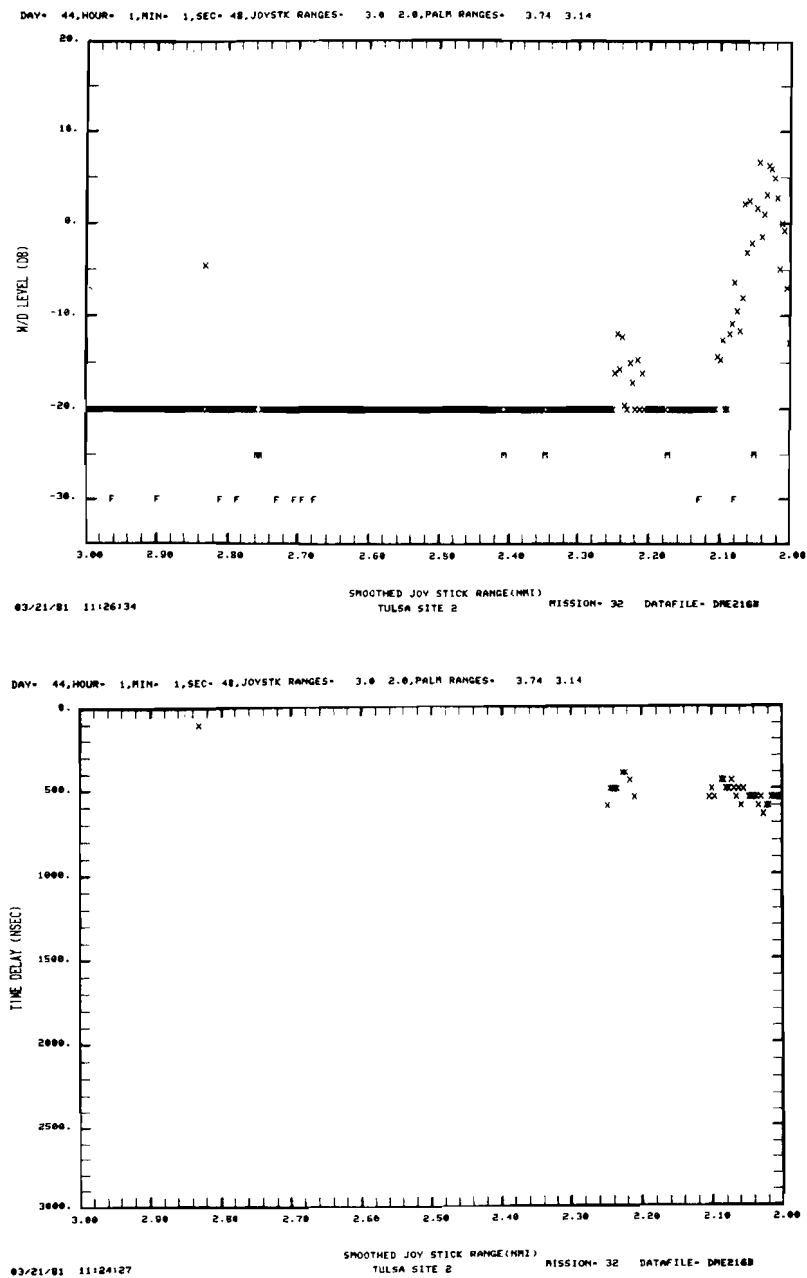 DAY= 44,HOUR= 1,MIN= 1,SEC= 48,JOYSTK RANGES= 3.0 2.0,PALM RANGES= 3.74 3.14
20.
10.
0.
-10.
-20.
-30.
M/D LEVEL (DB)
M M M M M
F F F F F F F F F F
3.00 2.90 2.80 2.70 2.60 2.50 2.40 2.30 2.20 2.10 2.00
SMOOTHED JOY STICK RANGE(NMI)
03/21/81 11:26:34 TULSA SITE 2 MISSION= 32 DATAFILE= DME216B
DAY= 44,HOUR= 1,MIN= 1,SEC= 48,JOYSTK RANGES= 3.0 2.0,PALM RANGES= 3.74 3.14
0.
500.
1000.
1500.
2000.
2500.
3000.
TIME DELAY (NSEC)
3.00 2.90 2.80 2.70 2.60 2.50 2.40 2.30 2.20 2.10 2.00
SMOOTHED JOY STICK RANGE(NMI)
03/21/81 11:24:27 TULSA SITE 2 MISSION= 32 DATAFILE= DME216B